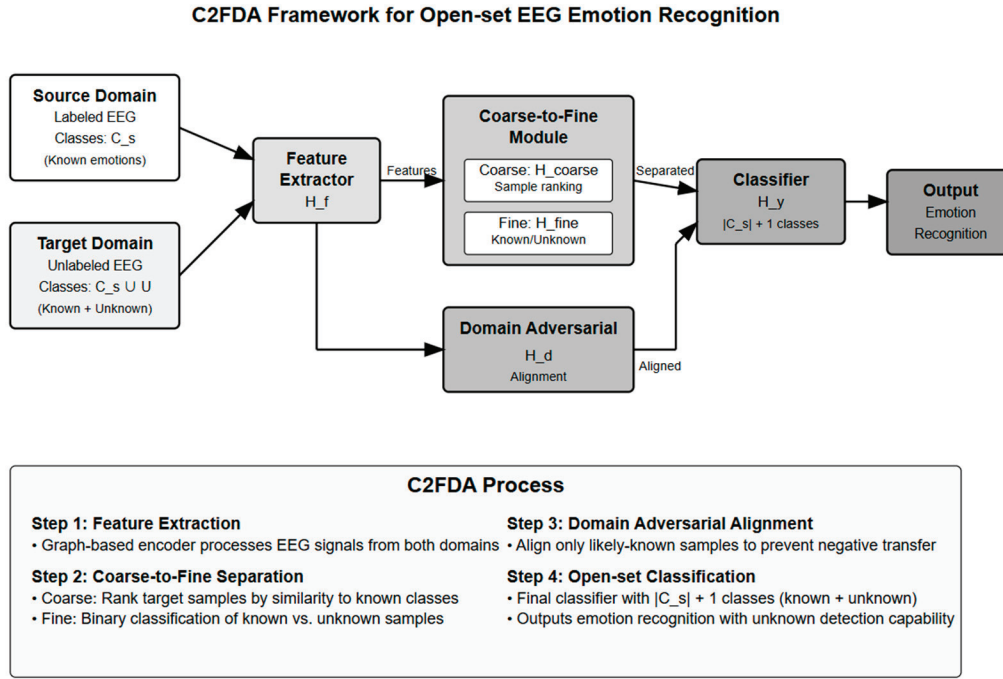 C2FDA Framework for Open-set EEG Emotion Recognition
Source Domain
Labeled EEG
Classes: C_s
(Known emotions)
Target Domain
Unlabeled EEG
Classes: C_s ∪ U
(Known + Unknown)
Feature
Extractor
H_f
Features
Coarse-to-Fine
Module
Coarse: H_coarse
Sample ranking
Fine: H_fine
Known/Unknown
Separated
Domain Adversarial
H_d
Alignment
Aligned
Classifier
H_y
|C_s| + 1 classes
Output
Emotion
Recognition
C2FDA Process
Step 1: Feature Extraction
• Graph-based encoder processes EEG signals from both domains
Step 2: Coarse-to-Fine Separation
• Coarse: Rank target samples by similarity to known classes
• Fine: Binary classification of known vs. unknown samples
Step 3: Domain Adversarial Alignment
• Align only likely-known samples to prevent negative transfer
Step 4: Open-set Classification
• Final classifier with |C_s| + 1 classes (known + unknown)
• Outputs emotion recognition with unknown detection capability